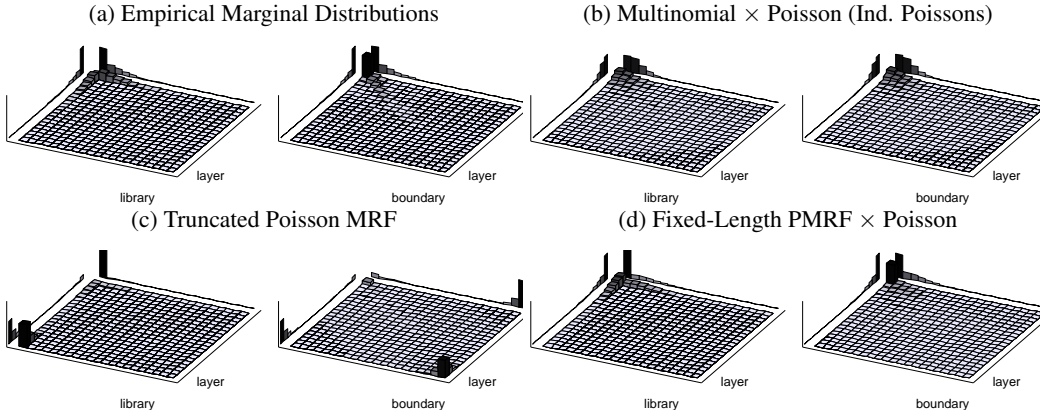 (a) Empirical Marginal Distributions
(b) Multinomial × Poisson (Ind. Poissons)
layer
library
layer
boundary
layer
library
layer
boundary
(c) Truncated Poisson MRF
(d) Fixed-Length PMRF × Poisson
layer
library
layer
boundary
layer
library
layer
boundary